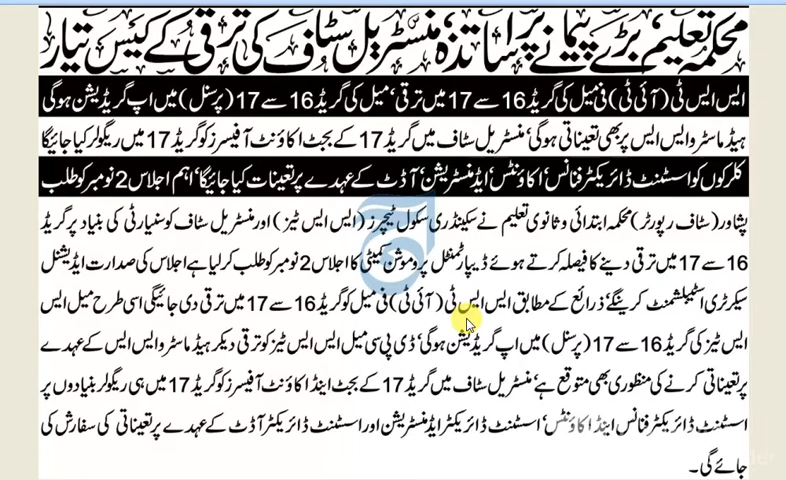 محکمہ تعلیم‘ بڑے پیمانے پر اساتذہ‘ منسٹریل سٹاف کی ترقی کے کیس تیار
ایس ایس ٹی (آئی ٹی) فی میل کی گریڈ 16 سے 17 میں ترقی‘ میل کی گریڈ 16 سے 17 (پرسنل) میں اپ گریڈیشن ہوگی
ہیڈ ماسٹر و ایس ایس پر بھی تعیناتی ہوگی‘ منسٹریل سٹاف میں گریڈ 17 کے بجٹ اکاؤنٹ آفیسرز کو گریڈ 17 میں ریگولر کیا جائیگا
کلرکوں کو اسسٹنٹ ڈائریکٹر فنانس‘ اکاؤنٹس‘ ایڈمنسٹریشن‘ آڈٹ کے عہدے پر تعینات کیا جائیگا‘ اہم اجلاس 2 نومبر کو طلب
پشاور (سٹاف رپورٹر) محکمہ ابتدائی و ثانوی تعلیم نے سکینڈری سکول ٹیچرز (ایس ایس ٹیز) اور منسٹریل سٹاف کو سنیارٹی کی بنیاد پر گریڈ
16 سے 17 میں ترقی دینے کا فیصلہ کرتے ہوئے ڈیپارٹمنٹل پروموشن کمیٹی کا اجلاس 2 نومبر کو طلب کر لیا ہے اجلاس کی صدارت ایڈیشنل
سیکرٹری اسٹیبلشمنٹ کرینگے‘ ذرائع کے مطابق ایس ایس ٹی (آئی ٹی) فی میل کو گریڈ 16 سے 17 میں ترقی دی جائیگی اسی طرح میل ایس
ایس ٹیز کی گریڈ 16 سے 17 (پرسنل) میں اپ گریڈیشن ہوگی‘ ڈی پی سی میل ایس ایس ٹیز کو ترقی دیکر ہیڈ ماسٹر و ایس ایس کے عہدے
پر تعیناتی کرنے کی منظوری بھی متوقع ہے‘ منسٹریل سٹاف میں گریڈ 17 کے بجٹ اینڈ اکاؤنٹ آفیسرز کو گریڈ 17 میں ہی ریگولر بنیادوں پر
اسسٹنٹ ڈائریکٹر فنانس اینڈ اکاؤنٹس‘ اسسٹنٹ ڈائریکٹر ایڈمنسٹریشن اور اسسٹنٹ ڈائریکٹر آڈٹ کے عہدے پر تعیناتی کی سفارش کی
جائے گی۔